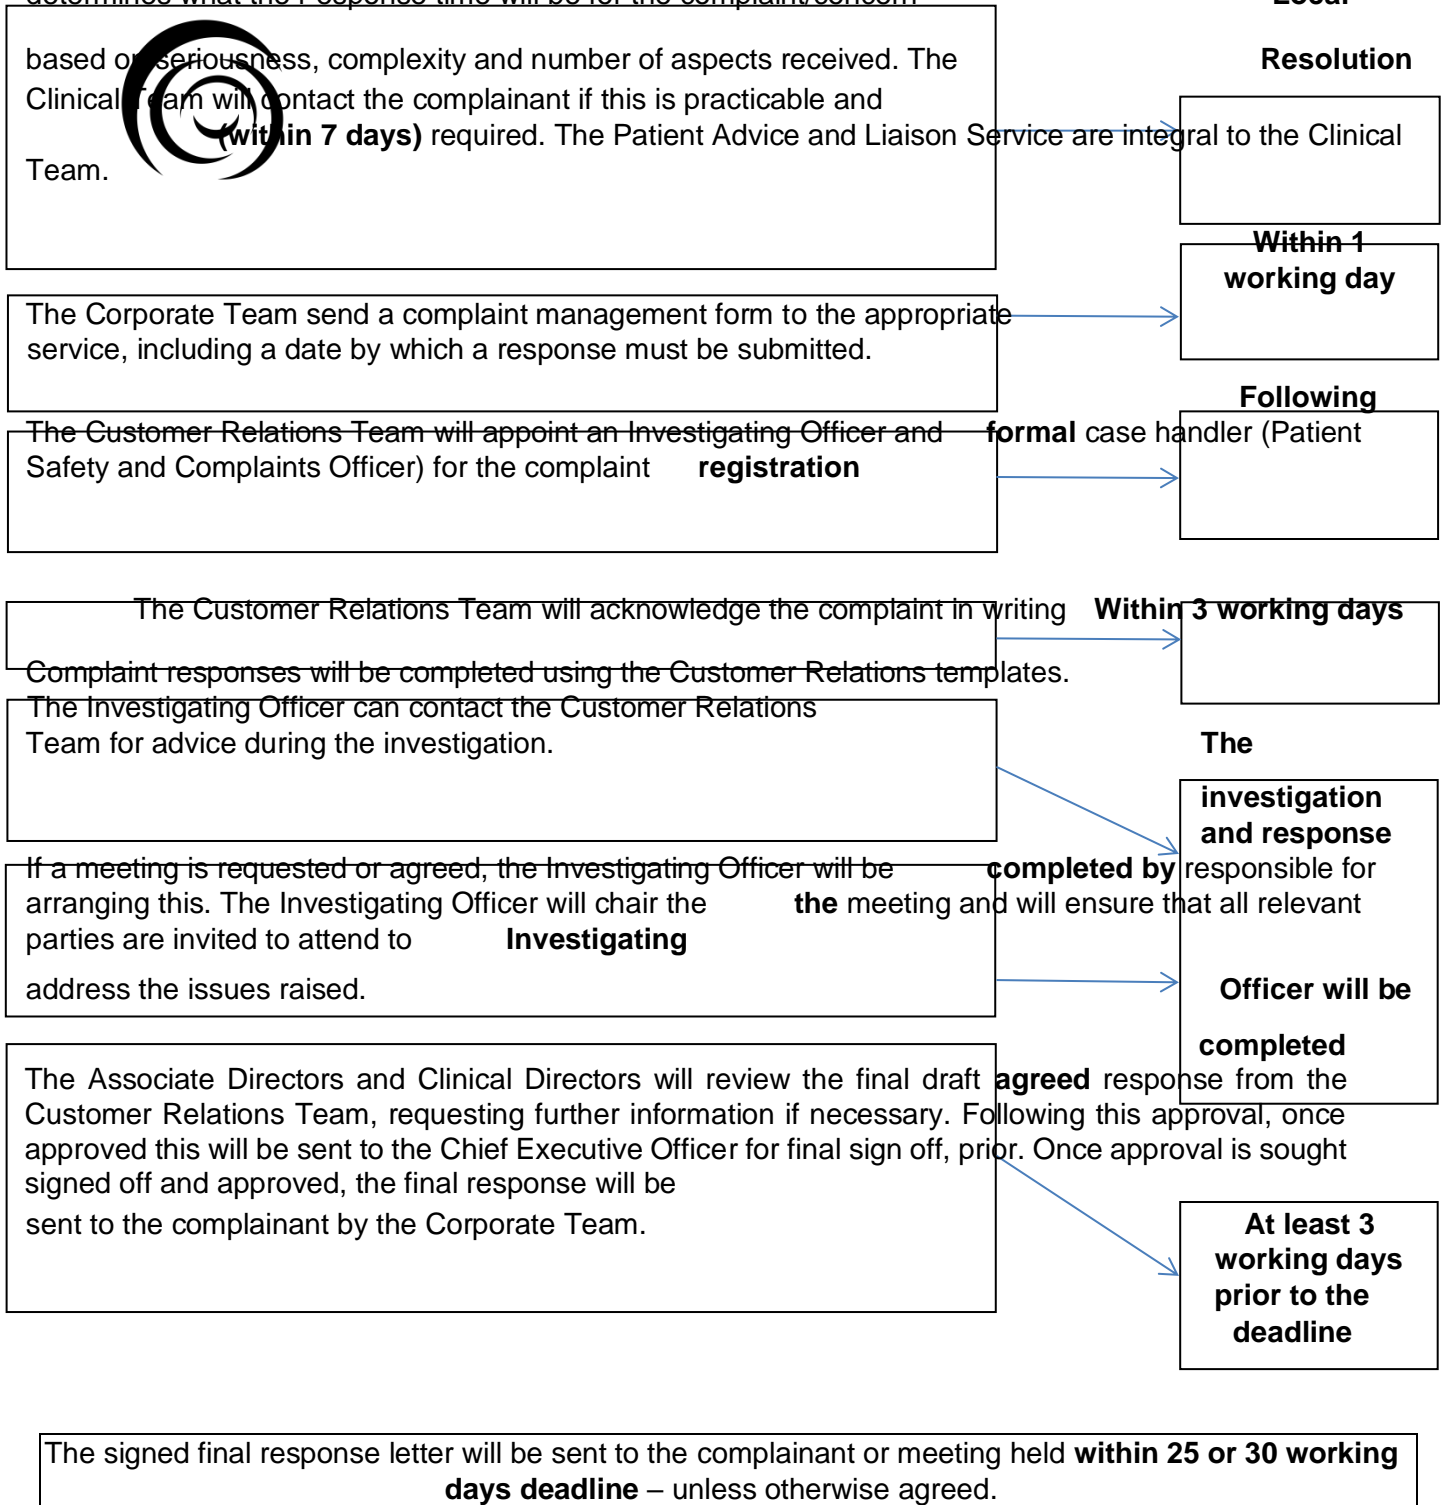 determines what the response time will be for the complaint/concern Local
based on seriousness, complexity and number of aspects received. The Resolution
Clinical Team will contact the complainant if this is practicable and
(within 7 days) required. The Patient Advice and Liaison Service are integral to the Clinical
Team.
Within 1
working day
The Corporate Team send a complaint management form to the appropriate
service, including a date by which a response must be submitted.
Following
The Customer Relations Team will appoint an Investigating Officer and formal case handler (Patient
Safety and Complaints Officer) for the complaint registration
The Customer Relations Team will acknowledge the complaint in writing Within 3 working days
Complaint responses will be completed using the Customer Relations templates.
The Investigating Officer can contact the Customer Relations
Team for advice during the investigation. The
investigation
and response
If a meeting is requested or agreed, the Investigating Officer will be completed by responsible for
arranging this. The Investigating Officer will chair the the meeting and will ensure that all relevant
parties are invited to attend to Investigating
address the issues raised. Officer will be
completed
The Associate Directors and Clinical Directors will review the final draft agreed response from the
Customer Relations Team, requesting further information if necessary. Following this approval, once
approved this will be sent to the Chief Executive Officer for final sign off, prior. Once approval is sought
signed off and approved, the final response will be
sent to the complainant by the Corporate Team.
At least 3
working days
prior to the
deadline
The signed final response letter will be sent to the complainant or meeting held within 25 or 30 working
days deadline – unless otherwise agreed.